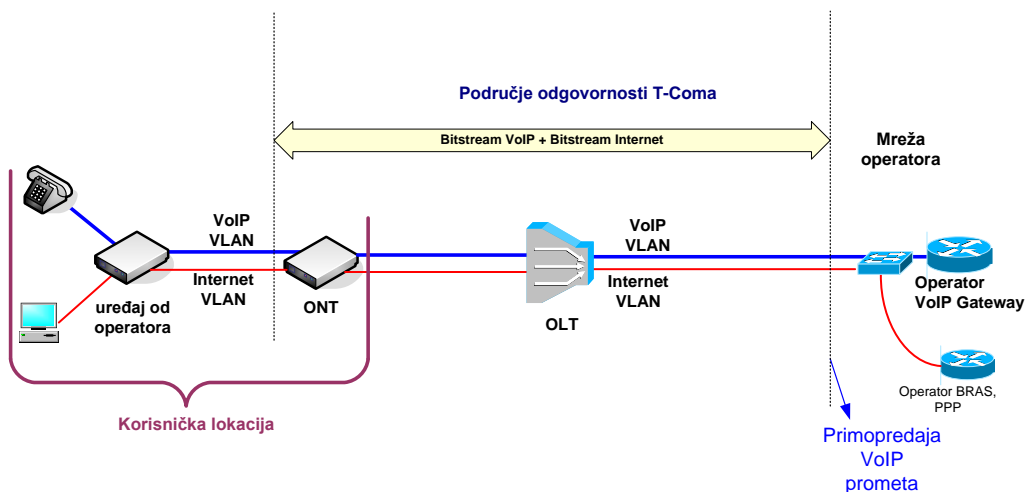 Područje odgovornosti T-Coma
Bitstream VoIP + Bitstream Internet
Mreža
operatora
VoIP
VLAN
Internet
VLAN
uređaj od
operatora
ONT
OLT
VoIP
VLAN
Internet
VLAN
Operator
VoIP Gateway
Operator BRAS,
PPP
Korisnička lokacija
Primopredaja
VoIP
prometa